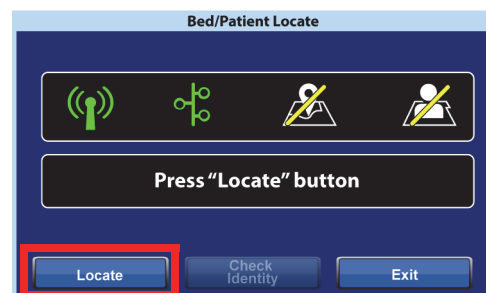 Bed/Patient Locate
Press “Locate” button
Locate
Check
Identity
Exit